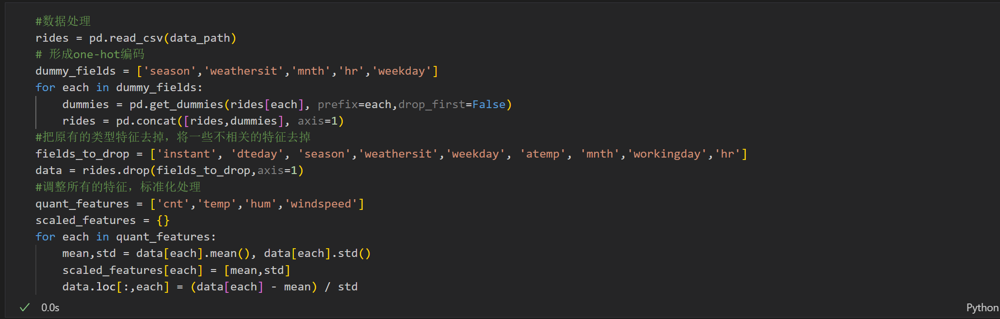 #数据处理
rides = pd.read_csv(data_path)
# 形成one-hot编码
dummy_fields = ['season','weathersit','mnth','hr','weekday']
for each in dummy_fields:
    dummies = pd.get_dummies(rides[each], prefix=each,drop_first=False)
    rides = pd.concat([rides,dummies], axis=1)
#把原有的类型特征去掉，将一些不相关的特征去掉
fields_to_drop = ['instant', 'dteday', 'season','weathersit','weekday', 'atemp', 'mnth','workingday','hr']
data = rides.drop(fields_to_drop,axis=1)
#调整所有的特征，标准化处理
quant_features = ['cnt','temp','hum','windspeed']
scaled_features = {}
for each in quant_features:
    mean,std = data[each].mean(), data[each].std()
    scaled_features[each] = [mean,std]
    data.loc[:,each] = (data[each] - mean) / std
0.0s
Python